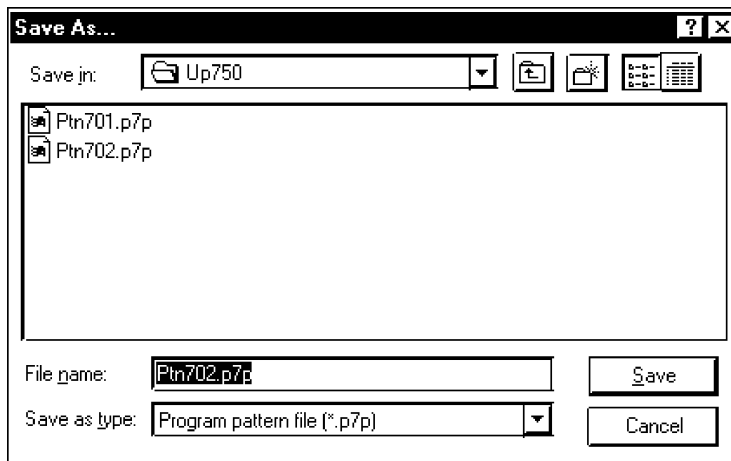 Save As...
Save in: Up750
Ptn701.p7p
Ptn702.p7p
File name: Ptn702.p7p Save
Save as type: Program pattern file (*.p7p) Cancel